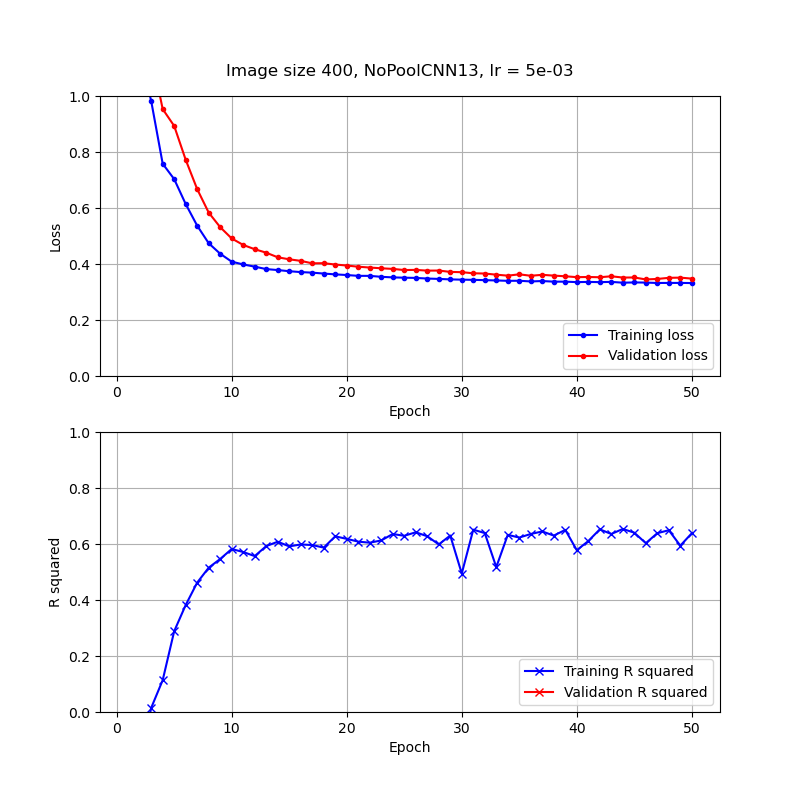 Image size 400, NoPoolCNN13, lr = 5e-03
1.0
0.8
0.6
0.4
0.2
0.0
Loss
Training loss
Validation loss
0 10 20 30 40 50
Epoch
1.0
0.8
0.6
0.4
0.2
0.0
R squared
Training R squared
Validation R squared
0 10 20 30 40 50
Epoch